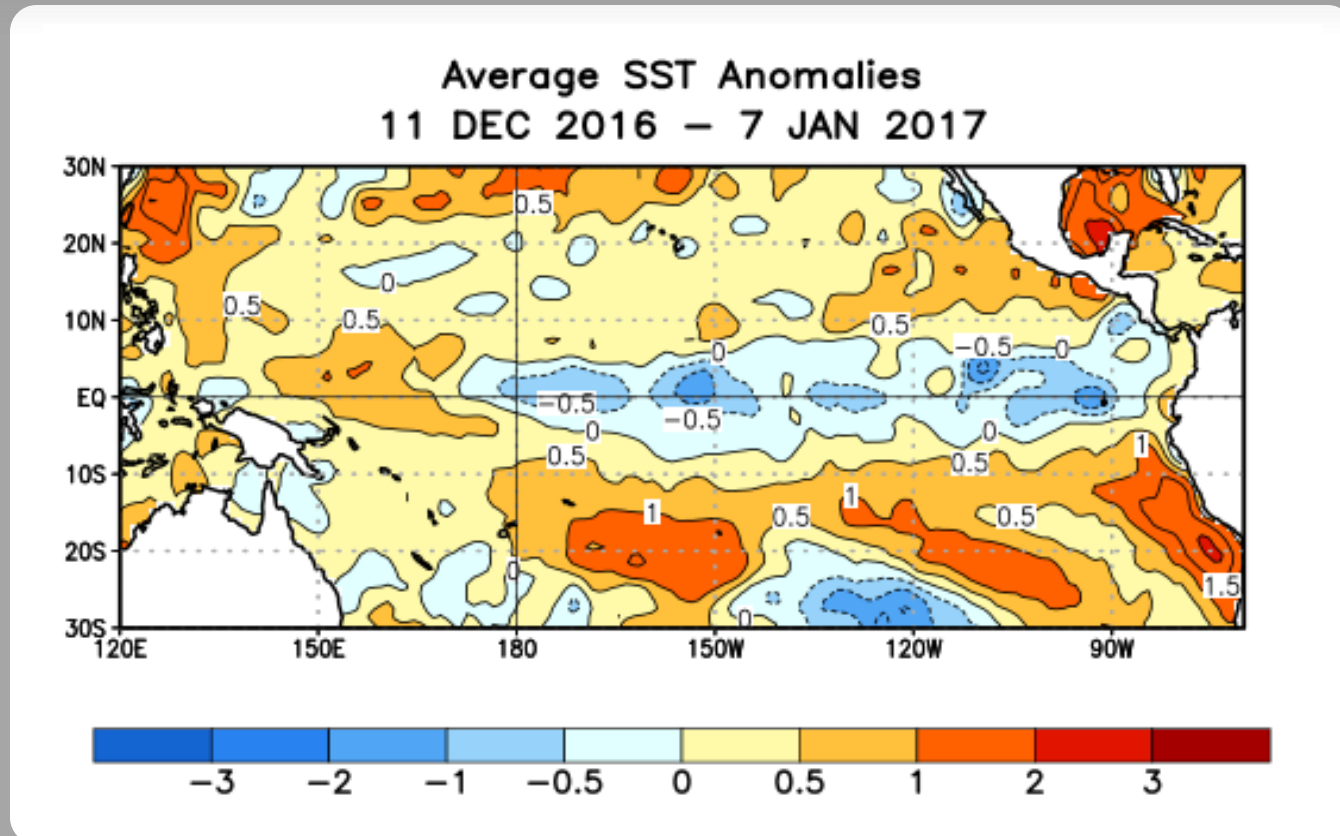 Average SST Anomalies
11 DEC 2016 – 7 JAN 2017
30N
0.5
20N
0
0.5 0.5
10N 0.5
0 −0.5 0
EQ −0.5
−0.5
0 0
1
0.5 0.5
10S
1 1
0.5 0.5
20S
0
1.5
0
30S
120E 150E 180 150W 120W 90W
−3 −2 −1 −0.5 0 0.5 1 2 3